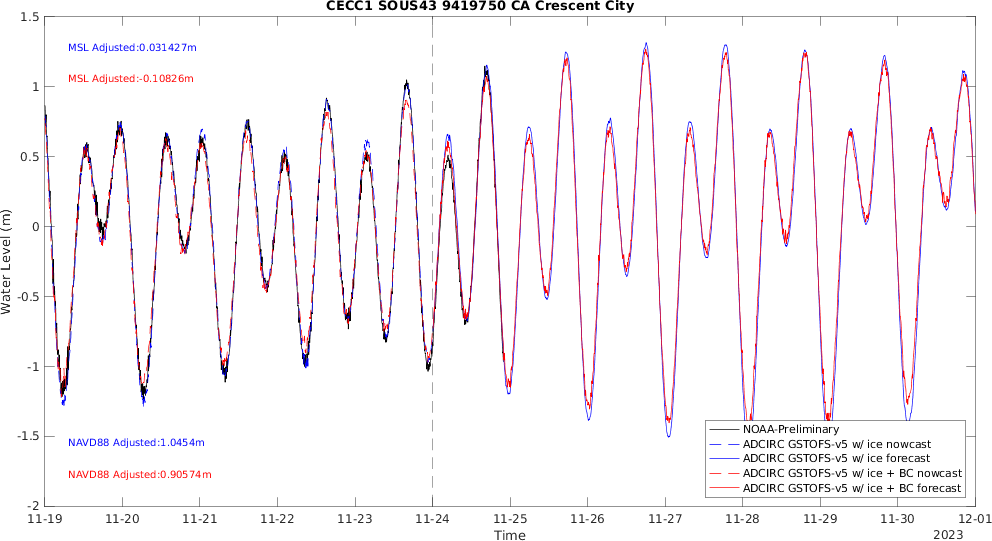 CECC1 SOUS43 9419750 CA Crescent City
1.5
1
0.5
0
-0.5
-1
-1.5
-2
Water Level (m)
MSL Adjusted:0.031427m
MSL Adjusted:-0.10826m
NAVD88 Adjusted:1.0454m
NAVD88 Adjusted:0.90574m
NOAA-Preliminary
ADCIRC GSTOFS-v5 w/ ice nowcast
ADCIRC GSTOFS-v5 w/ ice forecast
ADCIRC GSTOFS-v5 w/ ice + BC nowcast
ADCIRC GSTOFS-v5 w/ ice + BC forecast
11-19 11-20 11-21 11-22 11-23 11-24 11-25 11-26 11-27 11-28 11-29 11-30 12-01
Time
2023